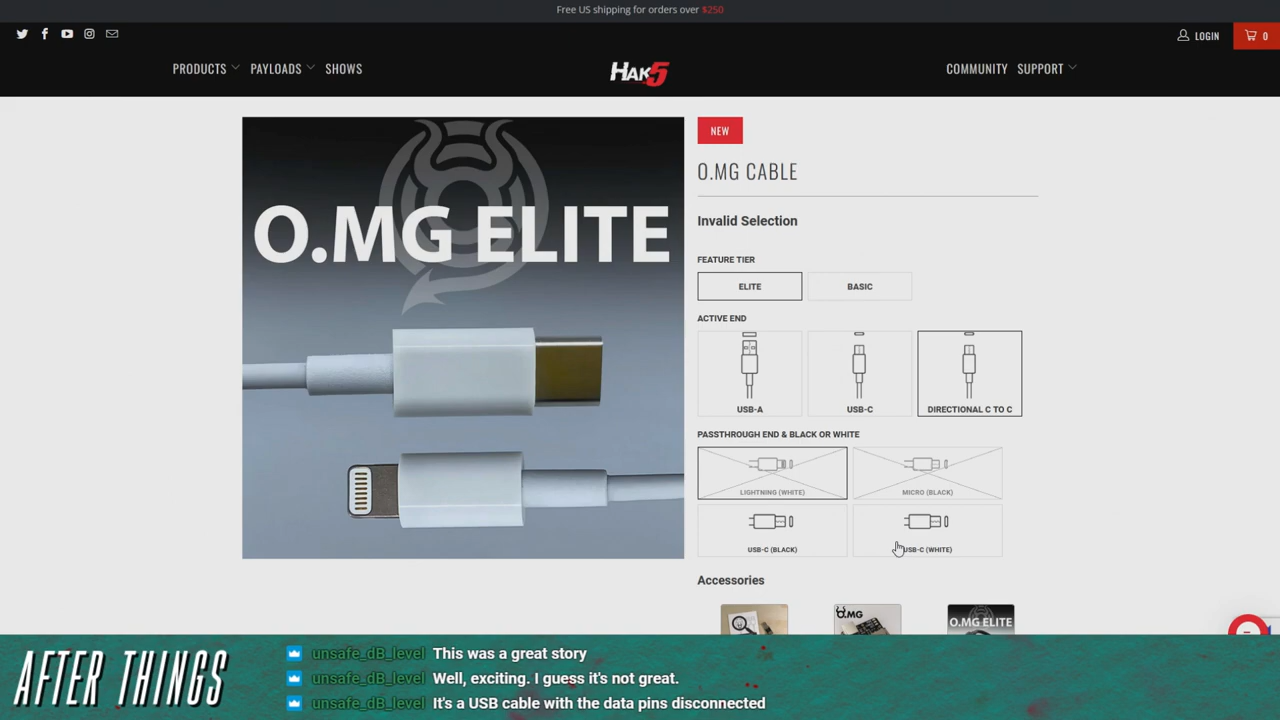 Free US shipping for orders over $250
LOGIN
0
PRODUCTS
PAYLOADS
SHOWS
HAK5
COMMUNITY
SUPPORT
O.MG ELITE
NEW
O.MG CABLE
Invalid Selection
FEATURE TIER
ELITE
BASIC
ACTIVE END
USB-A
USB-C
DIRECTIONAL C TO C
PASSTHROUGH END & BLACK OR WHITE
LIGHTNING (WHITE)
MICRO (BLACK)
USB-C (BLACK)
USB-C (WHITE)
Accessories
O.MG
O.MG ELITE
AFTER THINGS
unsafe_dB_level This was a great story
unsafe_dB_level Well, exciting. I guess it's not great.
unsafe_dB_level It's a USB cable with the data pins disconnected